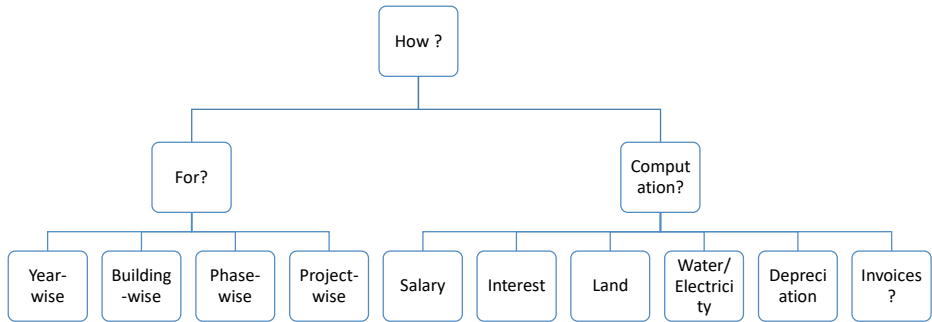 How ?
For?
Comput
ation?
Year-
wise
Building
-wise
Phase-
wise
Project-
wise
Salary
Interest
Land
Water/
Electrici
ty
Depreci
ation
Invoices
?